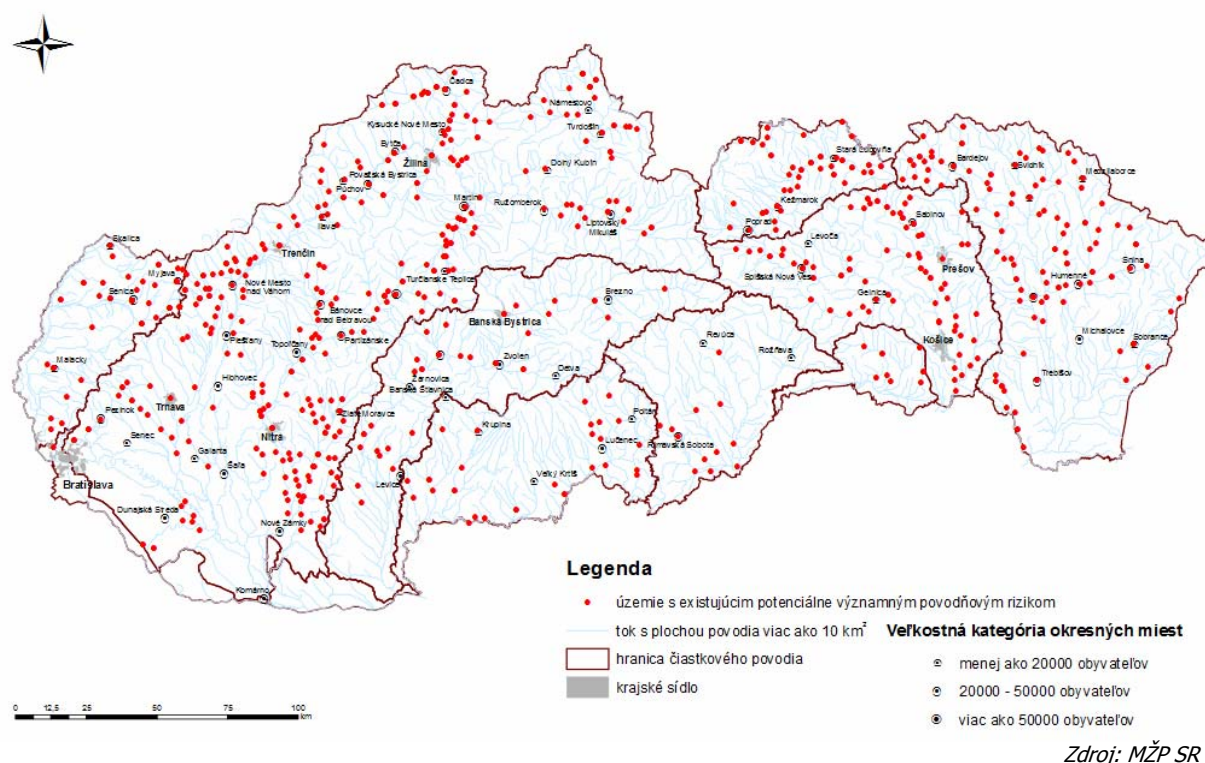 Čadca
Námestovo
Kysucké Nové Mesto
Tvrdošín
Bytča
Žilina
Stará Ľubovňa
Bardejov
Svidník
Dolný Kubín
Medzilaborce
Považská Bystrica
Púchov
Kežmarok
Martin
Ružomberok
Liptovský
Mikuláš
Sabinov
Ilava
Poprad
Levoča
Skalica
Trenčín
Prešov
Snina
Myjava
Turčianske Teplice
Spišská Nová Ves
Humenné
Senica
Nové Mesto
nad Váhom
Brezno
Gelnica
Bánovce
nad Bebravou
Banská Bystrica
Piešťany
Partizánske
Revúca
Košice
Michalovce
Sobrance
Topoľčany
Rožňava
Malacky
Zvolen
Detva
Trebišov
Hlohovec
Žarnovica
Banská Štiavnica
Pezinok
Trnava
Zlaté Moravce
Poltár
Krupina
Nitra
Senec
Lučenec
Rimavská Sobota
Galanta
Šaľa
Levice
Veľký Krtíš
Bratislava
Dunajská Streda
Nové Zámky
Komárno
Legenda
územie s existujúcim potenciálne významným povodňovým rizikom
tok s plochou povodia viac ako 10 km²
hranica čiastkového povodia
krajské sídlo
Veľkostná kategória okresných miest
menej ako 20000 obyvateľov
20000 - 50000 obyvateľov
viac ako 50000 obyvateľov
0 12,5 25 50 75 100
km
Zdroj: MŽP SR